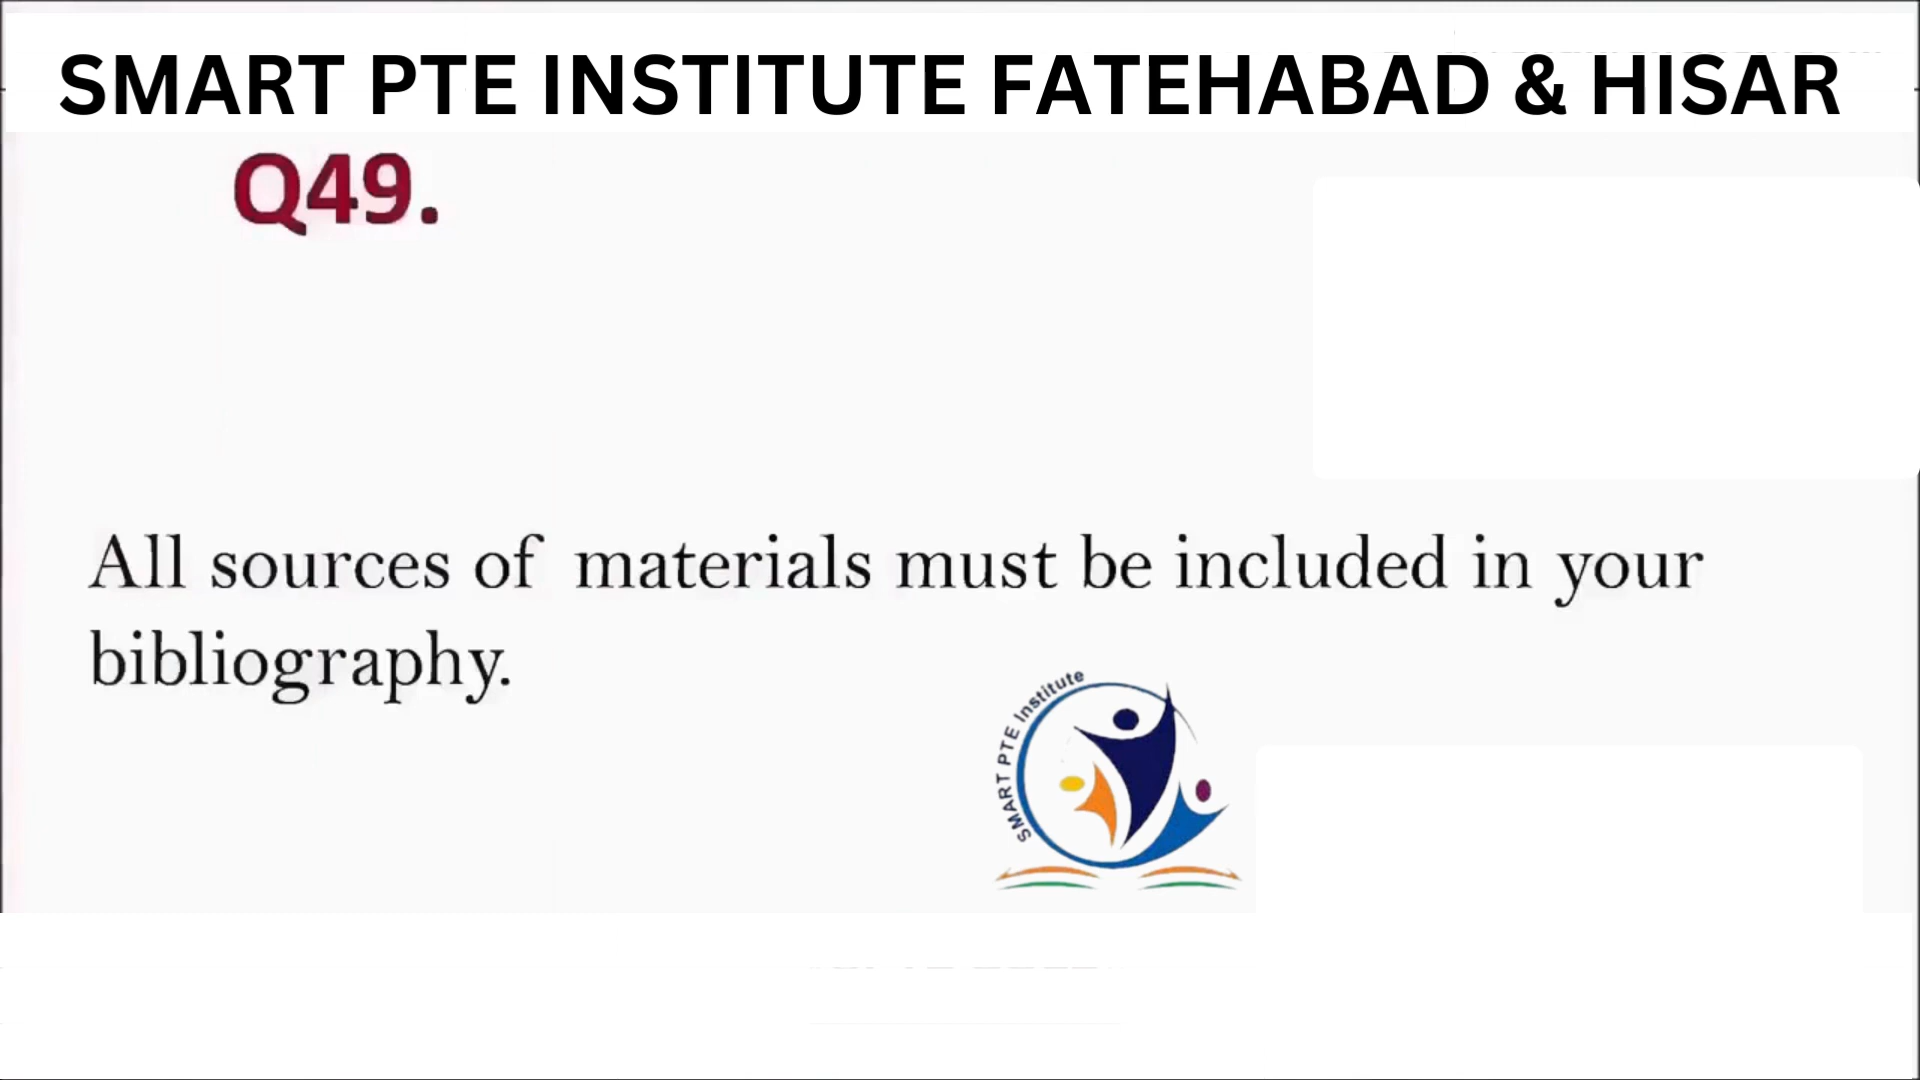 SMART PTE INSTITUTE FATEHABAD & HISAR
Q49.
All sources of materials must be included in your
bibliography.
SMART PTE Institute